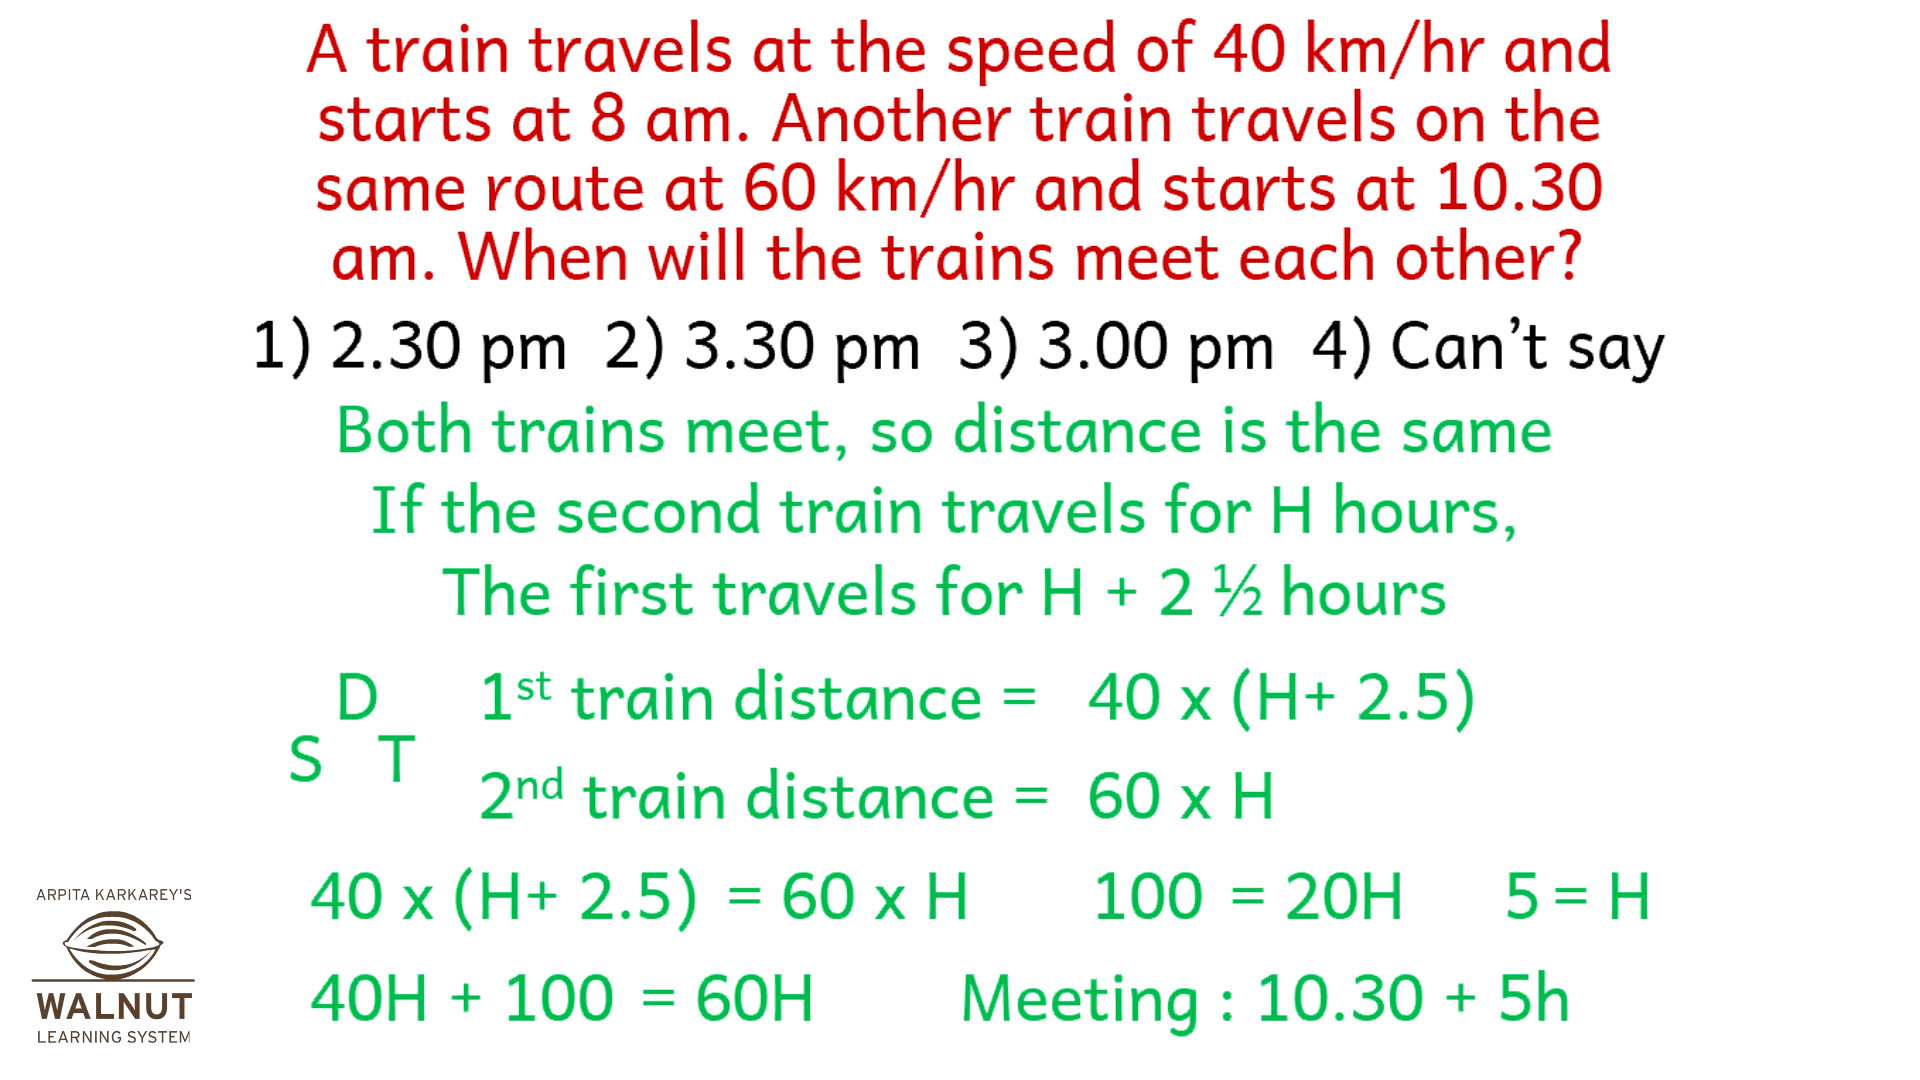 A train travels at the speed of 40 km/hr and
starts at 8 am. Another train travels on the
same route at 60 km/hr and starts at 10.30
am. When will the trains meet each other?
1) 2.30 pm 2) 3.30 pm 3) 3.00 pm 4) Can't say
Both trains meet, so distance is the same
If the second train travels for H hours,
The first travels for H + 2 ½ hours
D
S T
1st train distance = 40 x (H+ 2.5)
2nd train distance = 60 x H
40 x (H+ 2.5) = 60 x H 100 = 20H 5 = H
40H + 100 = 60H Meeting : 10.30 + 5h
ARPITA KARKAREY'S
WALNUT
LEARNING SYSTEM